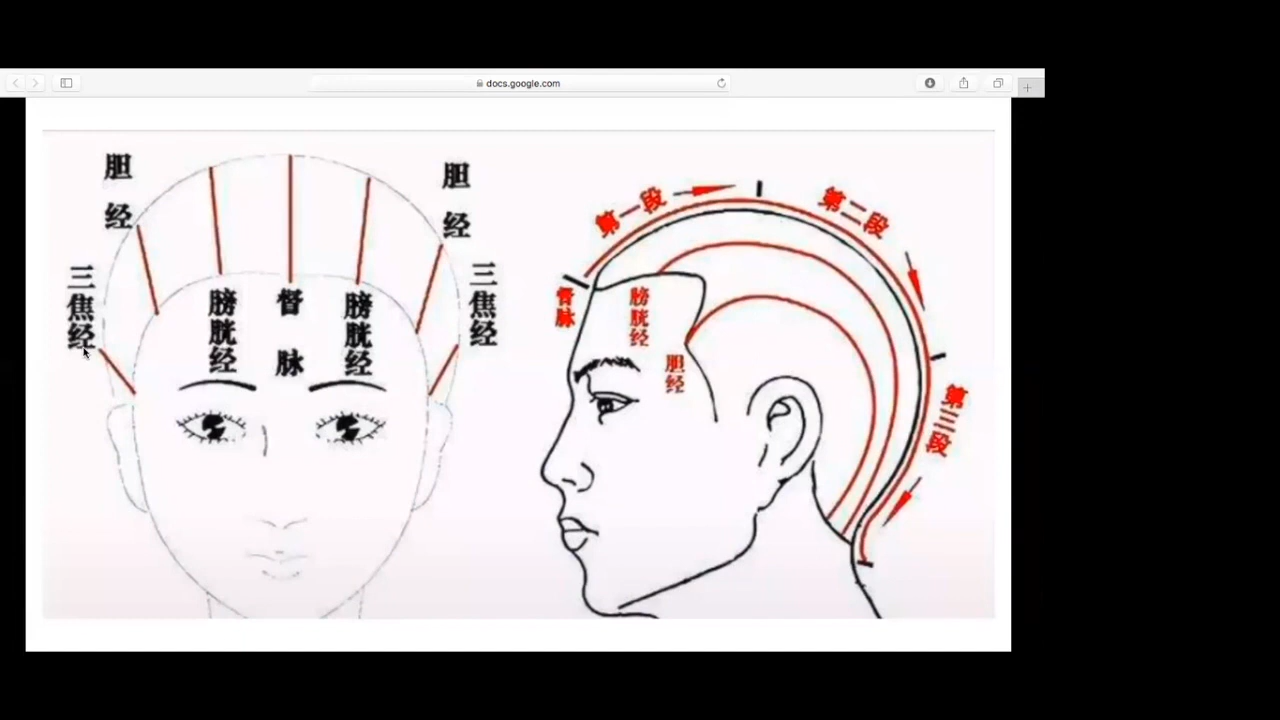 docs.google.com
胆经
胆经
三焦经
三焦经
膀胱经
督脉
膀胱经
第一段
第二段
第三段
督脉
膀胱经
胆经